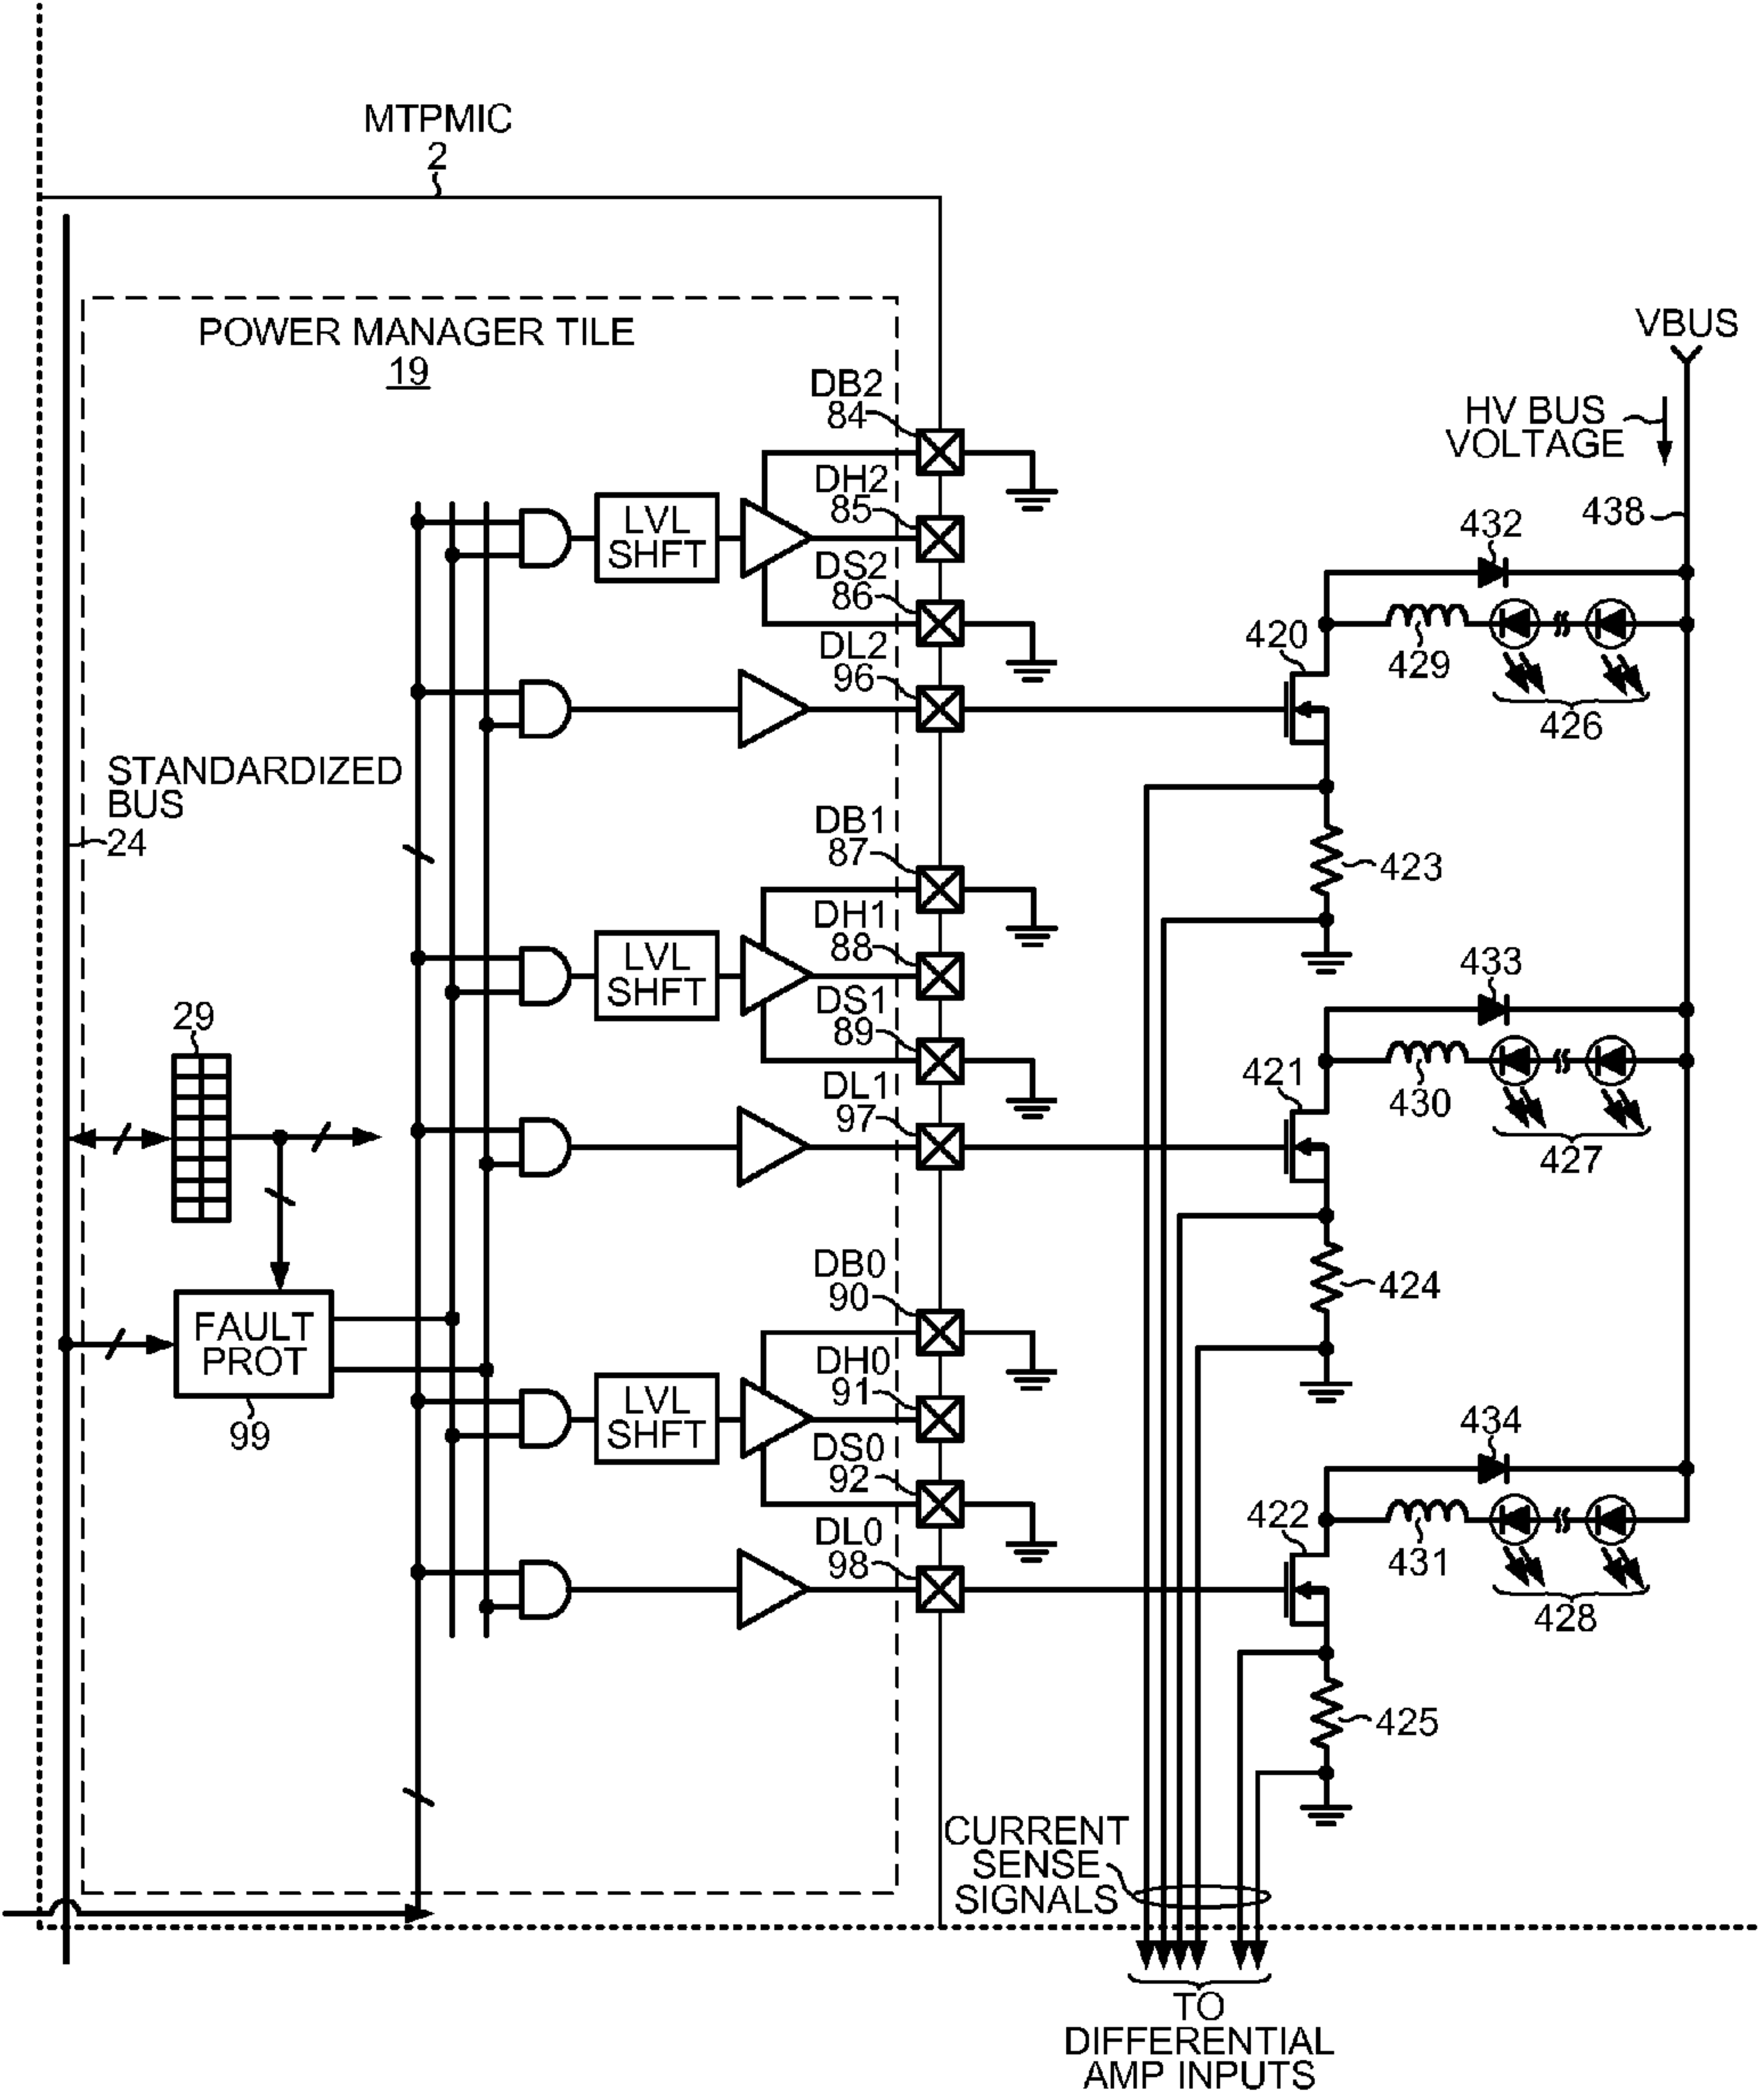 MTPMIC
2
POWER MANAGER TILE
19
VBUS
HV BUS
VOLTAGE
438
DB2
84
DH2
85
DS2
86
DL2
96
LVL
SHFT
432
420
429
426
STANDARDIZED
BUS
24
423
DB1
87
DH1
88
DS1
89
DL1
97
LVL
SHFT
433
421
430
427
29
424
FAULT
PROT
99
DB0
90
DH0
91
DS0
92
DL0
98
LVL
SHFT
434
422
431
428
425
CURRENT
SENSE
SIGNALS
TO
DIFFERENTIAL
AMP INPUTS